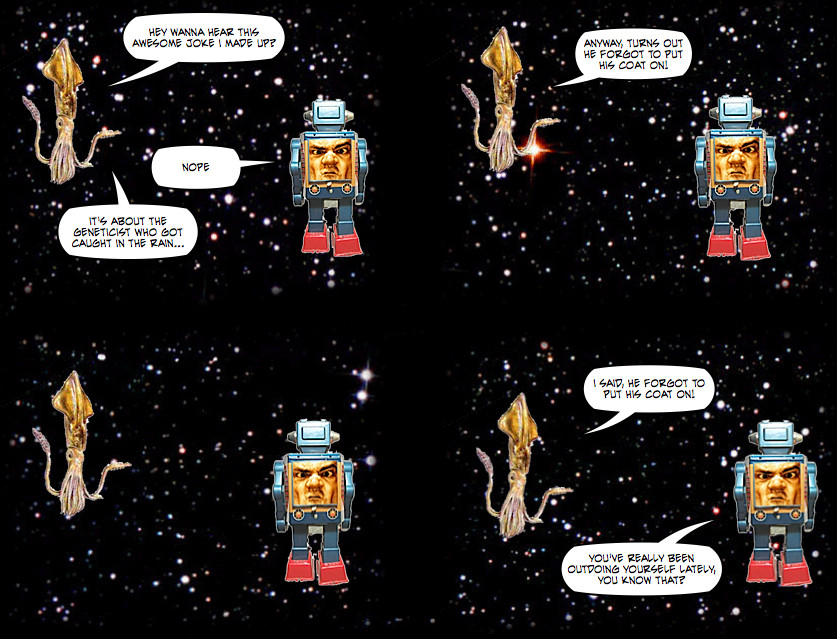 HEY WANNA HEAR THIS
AWESOME JOKE I MADE UP?
NOPE
IT'S ABOUT THE
GENETICIST WHO GOT
CAUGHT IN THE RAIN...
ANYWAY, TURNS OUT
HE FORGOT TO PUT
HIS COAT ON!
I SAID, HE FORGOT TO
PUT HIS COAT ON!
YOU'VE REALLY BEEN
OUTDOING YOURSELF LATELY,
YOU KNOW THAT?